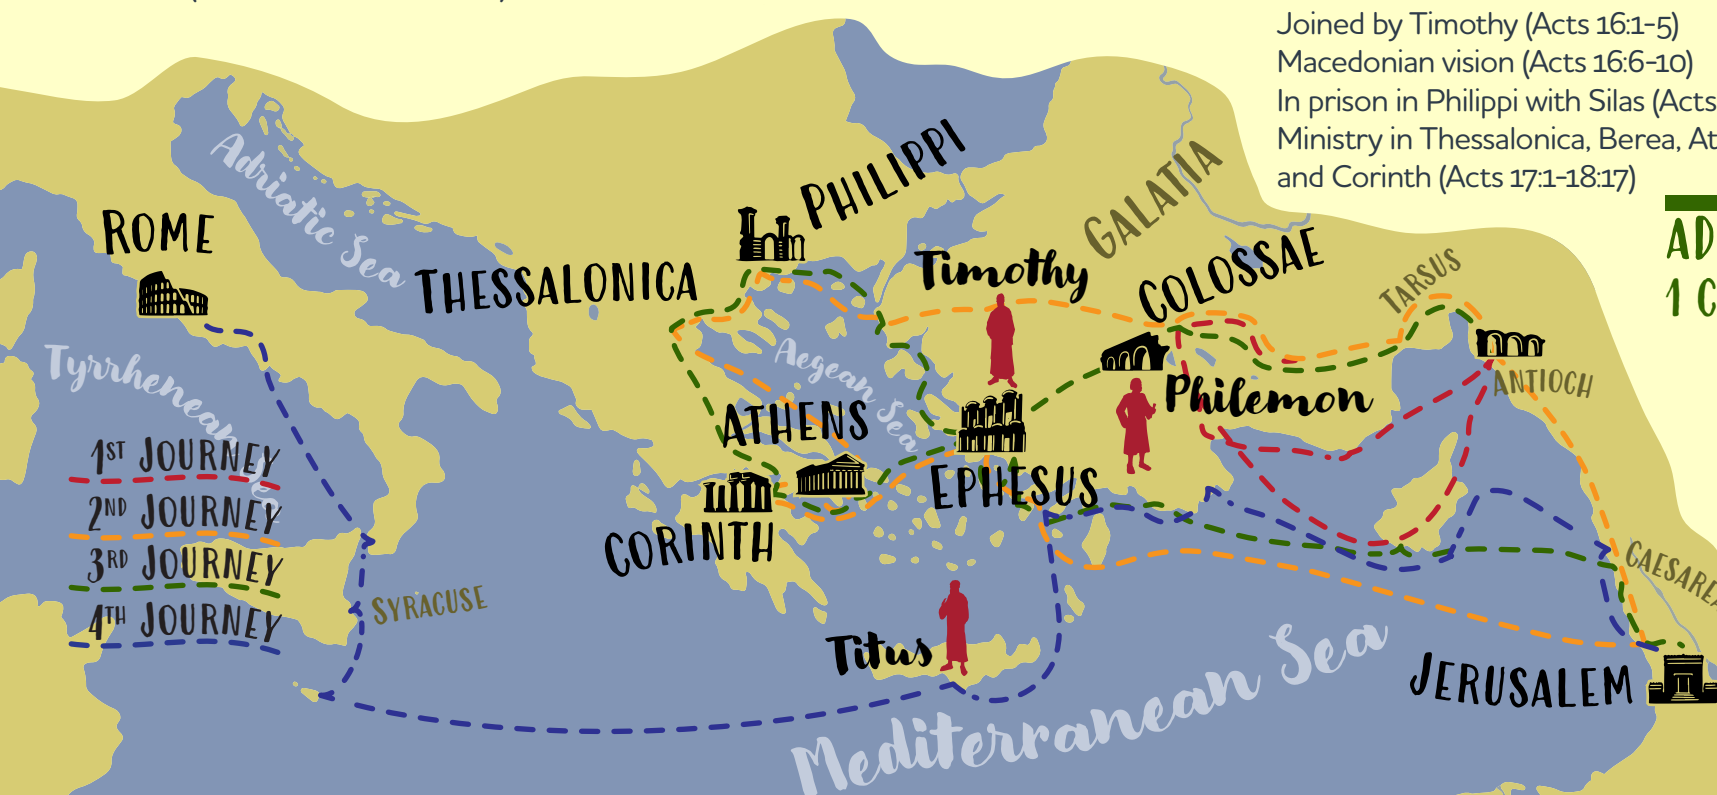 Joined by Timothy (Acts 16:1-5)
Macedonian vision (Acts 16:6-10)
In prison in Philippi with Silas (Acts
Ministry in Thessalonica, Berea, At
and Corinth (Acts 17:1-18:17)
AD
1 C
Adriatic Sea
ROME
THESSALONICA
PHILIPPI
GALATIA
Timothy
COLOSSAE
TARSUS
Tyrrhenean Sea
Aegean Sea
ATHENS
Philemon
ANTIOCH
1ST JOURNEY
2ND JOURNEY
3RD JOURNEY
4TH JOURNEY
EPHESUS
CORINTH
SYRACUSE
CAESAREA
Titus
JERUSALEM
Mediterranean Sea